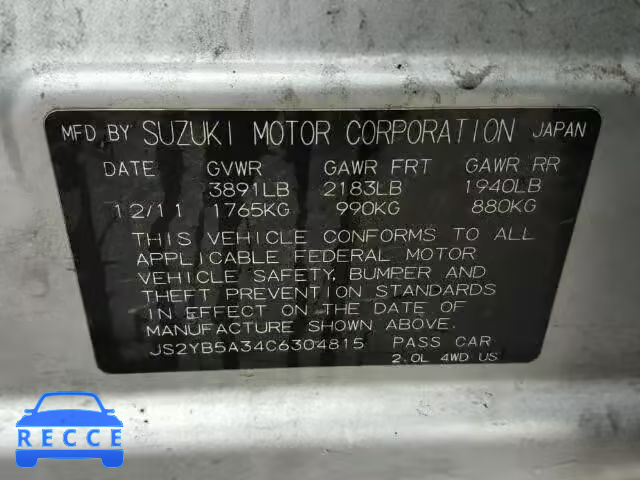 MFD BY SUZUKI MOTOR CORPORATION JAPAN
DATE GVWR GAWR FRT GAWR RR
3891LB 2183LB 1940LB
12/11 1765KG 990KG 880KG
THIS VEHICLE CONFORMS TO ALL
APPLICABLE FEDERAL MOTOR
VEHICLE SAFETY, BUMPER AND
THEFT PREVENTION STANDARDS
IN EFFECT ON THE DATE OF
MANUFACTURE SHOWN ABOVE.
JS2YB5A34C6304815 PASS CAR
2.0L 4WD US
RECCE